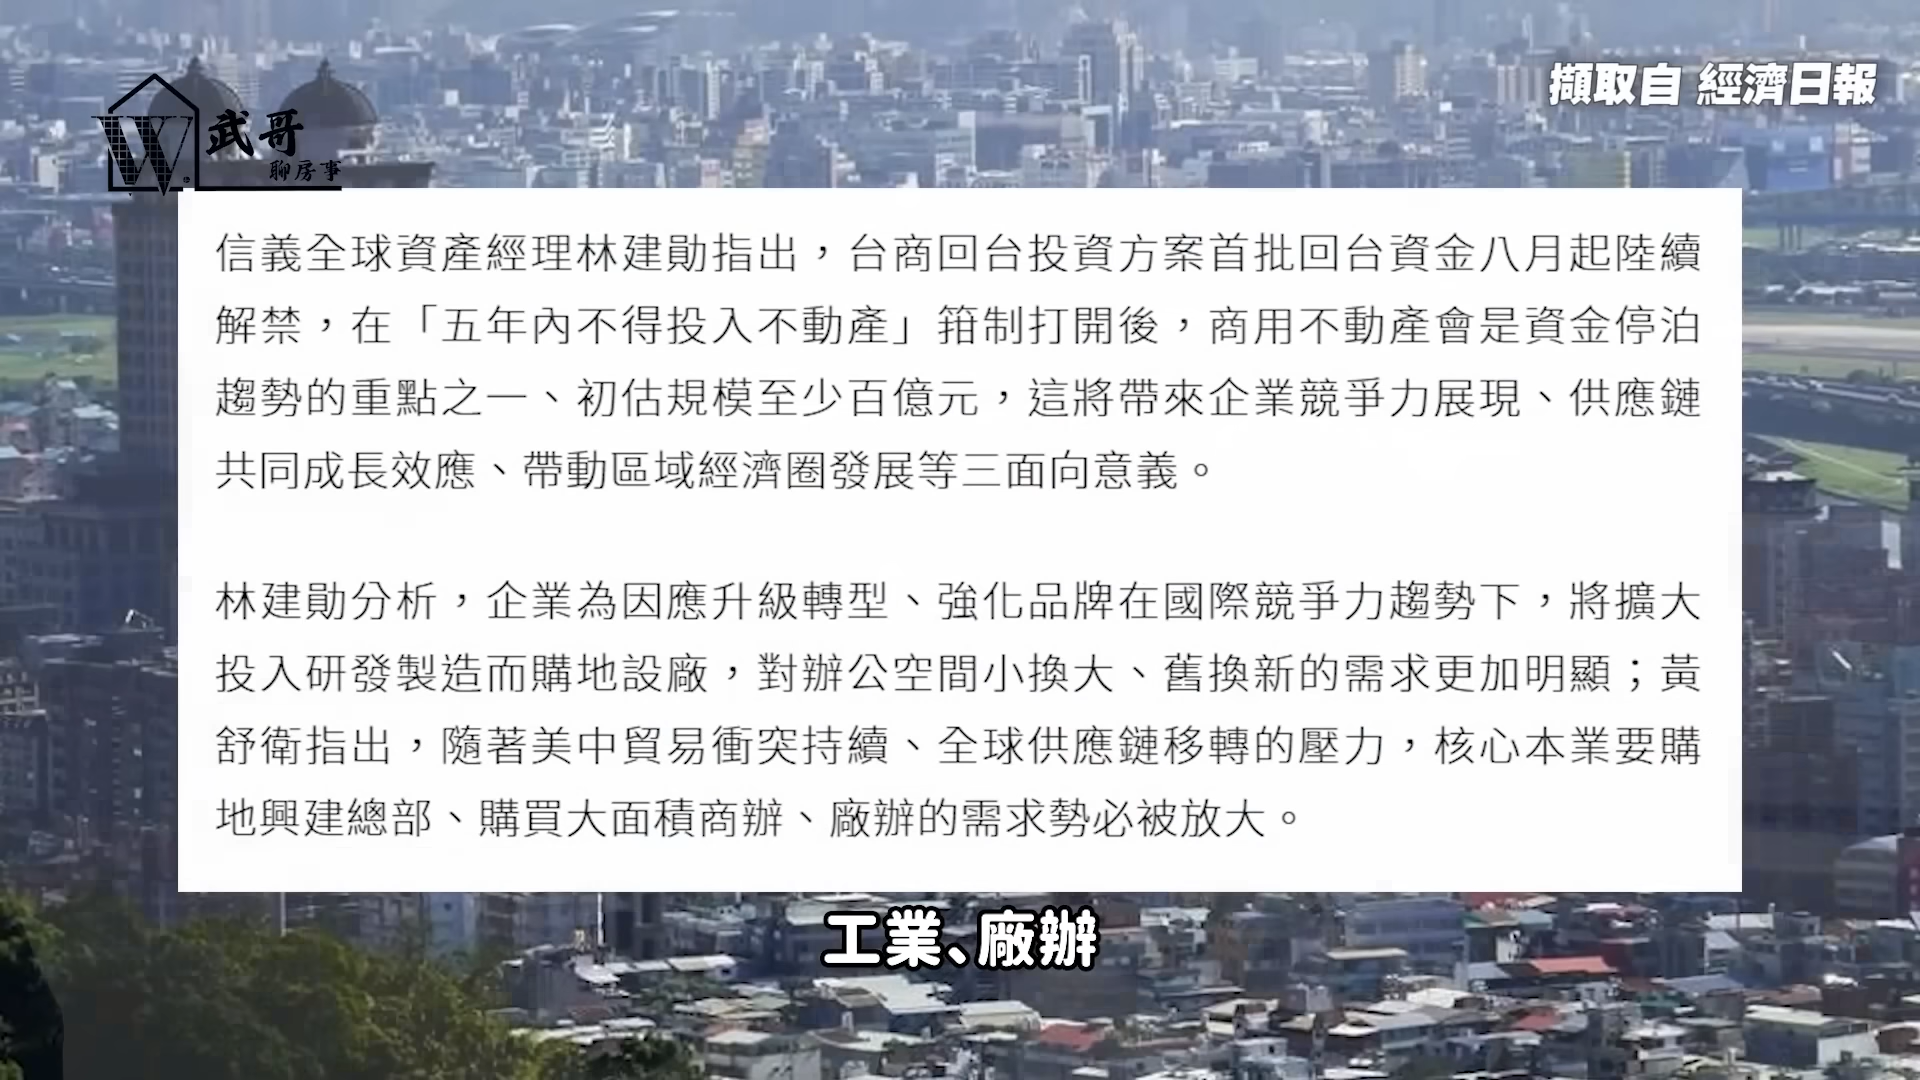 擷取自 經濟日報
W 武哥
聊房事
信義全球資產經理林建勛指出，台商回台投資方案首批回台資金八月起陸續
解禁，在「五年內不得投入不動產」箝制打開後，商用不動產會是資金停泊
趨勢的重點之一、初估規模至少百億元，這將帶來企業競爭力展現、供應鏈
共同成長效應、帶動區域經濟圈發展等三面向意義。
林建勛分析，企業為因應升級轉型、強化品牌在國際競爭力趨勢下，將擴大
投入研發製造而購地設廠，對辦公空間小換大、舊換新的需求更加明顯；黃
舒衛指出，隨著美中貿易衝突持續、全球供應鏈移轉的壓力，核心本業要購
地興建總部、購買大面積商辦、廠辦的需求勢必被放大。
工業、廠辦